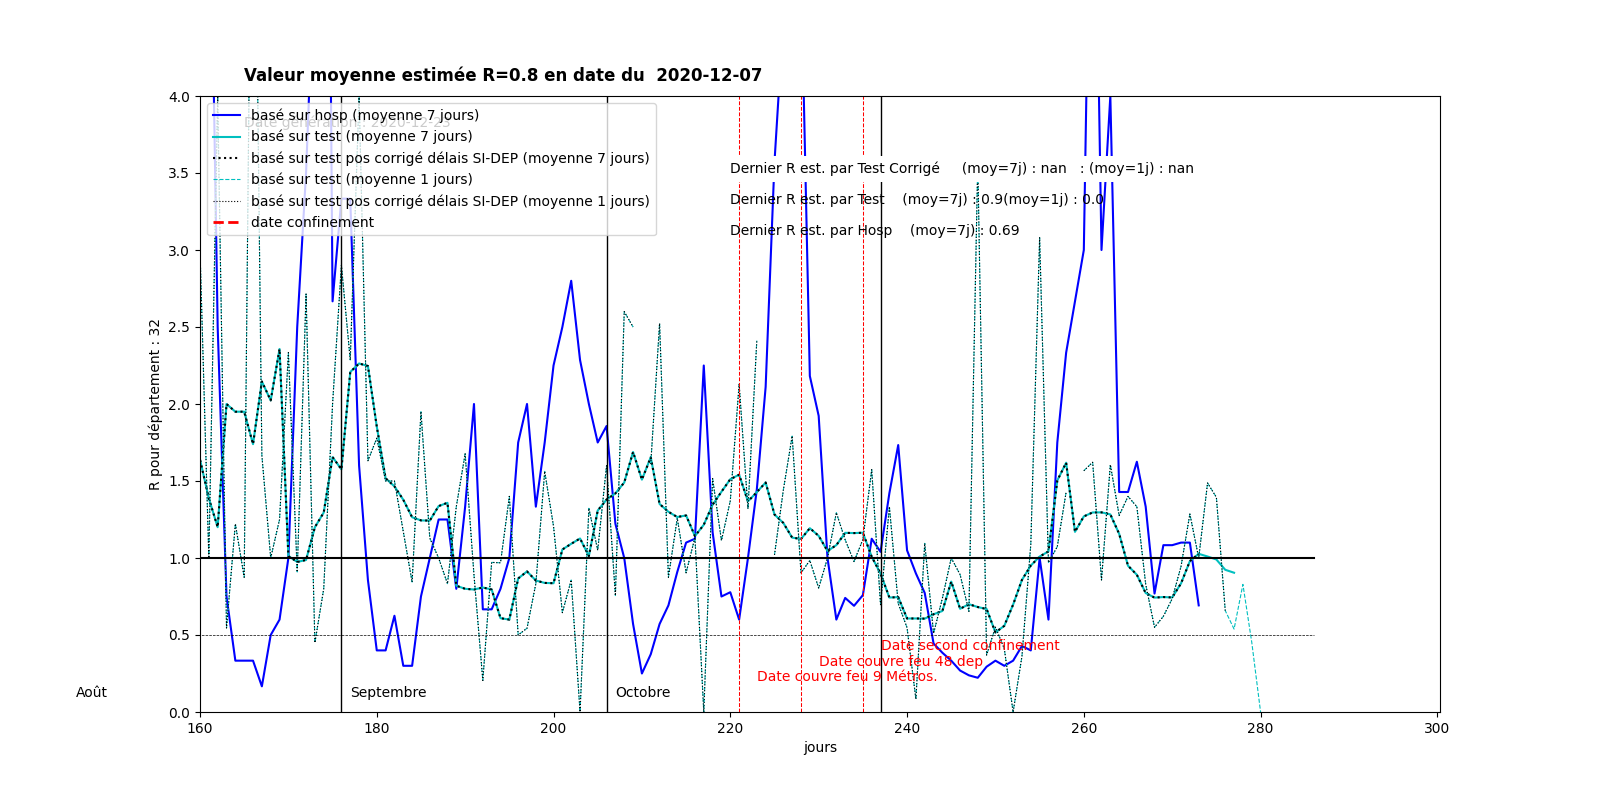 Valeur moyenne estimée R=0.8 en date du  2020-12-07
4.0
3.5
3.0
2.5
2.0
1.5
1.0
0.5
0.0
R pour département : 32
Date génération : 2020-12-25
basé sur hosp (moyenne 7 jours)
basé sur test (moyenne 7 jours)
basé sur test pos corrigé délais SI-DEP (moyenne 7 jours)
basé sur test (moyenne 1 jours)
basé sur test pos corrigé délais SI-DEP (moyenne 1 jours)
date confinement
Dernier R est. par Test Corrigé     (moy=7j) : nan   : (moy=1j) : nan
Dernier R est. par Test    (moy=7j) : 0.9(moy=1j) : 0.0
Dernier R est. par Hosp    (moy=7j) : 0.69
Date second confinement
Date couvre feu 48 dep
Date couvre feu 9 Métros.
Août
Septembre
Octobre
160 180 200 220 240 260 280 300
jours